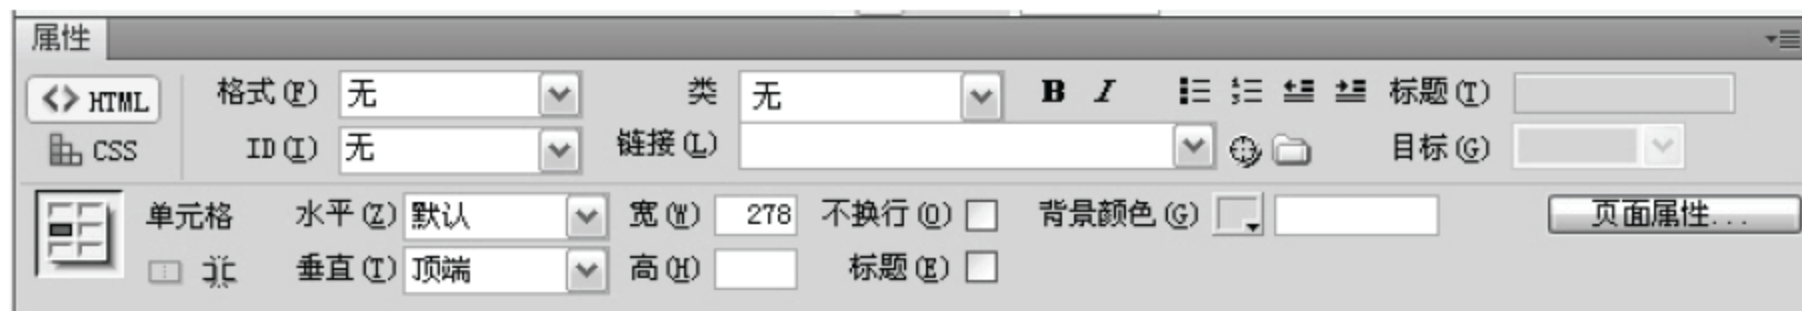 属性
<> HTML 格式(F) 无 类 无 B I 标题(T)
CSS ID(I) 无 链接(L) 目标(G)
单元格 水平(Z) 默认 宽(W) 278 不换行(O) 背景颜色(G) 页面属性...
垂直(T) 顶端 高(H) 标题(E)